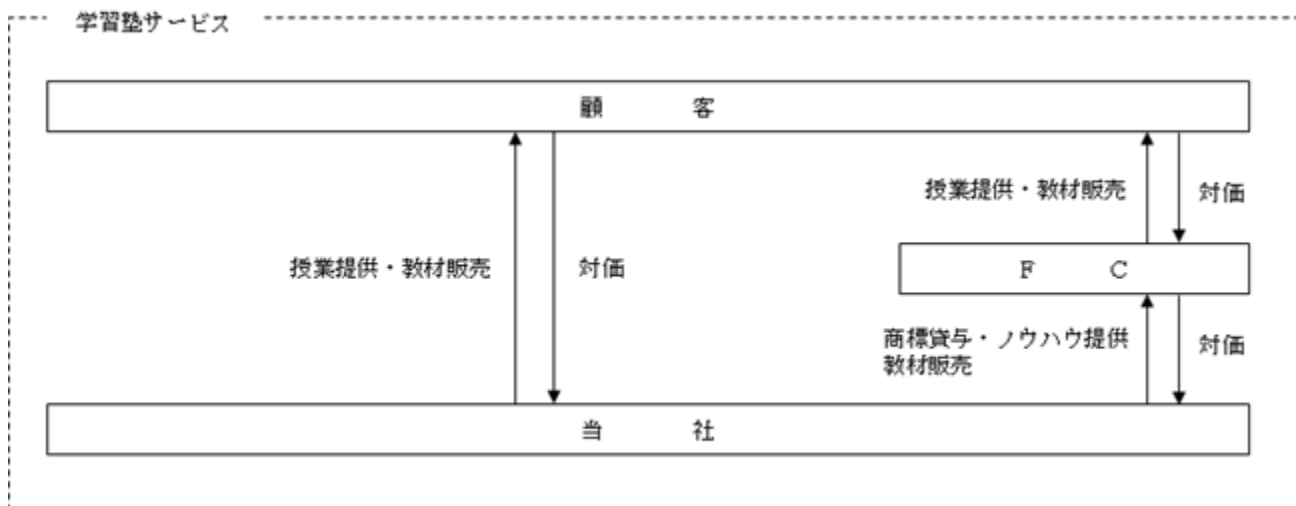 学習塾サービス
顧 客
授業提供・教材販売
対価
F C
授業提供・教材販売
対価
商標貸与・ノウハウ提供
教材販売
対価
当 社